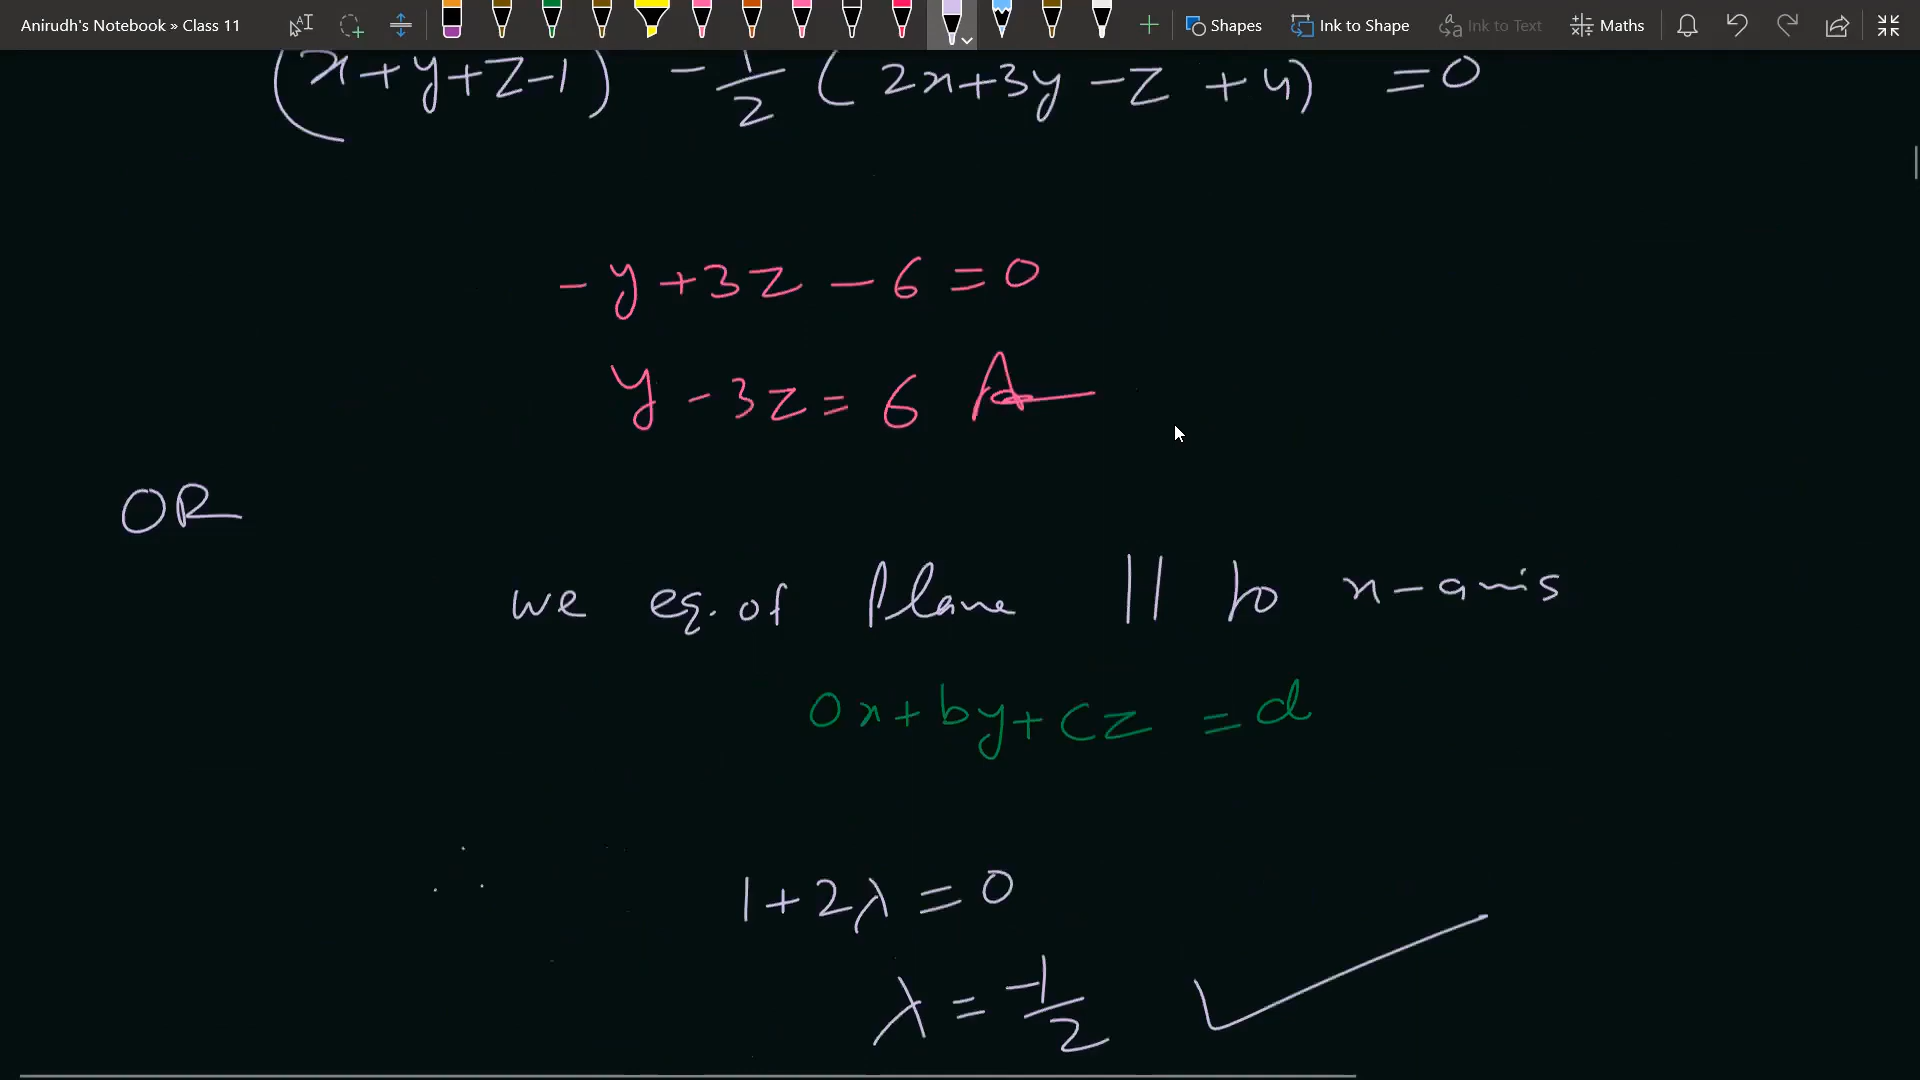 Anirudh's Notebook » Class 11
Shapes Ink to Shape Ink to Text Maths
(x+y+z-1) -1/2 (2x+3y-z+4) =0
-y+3z-6=0
y-3z=6 A
OR
we eq. of Plane || to x-axis
0x+by+cz=d
1+2λ=0
λ=-1/2